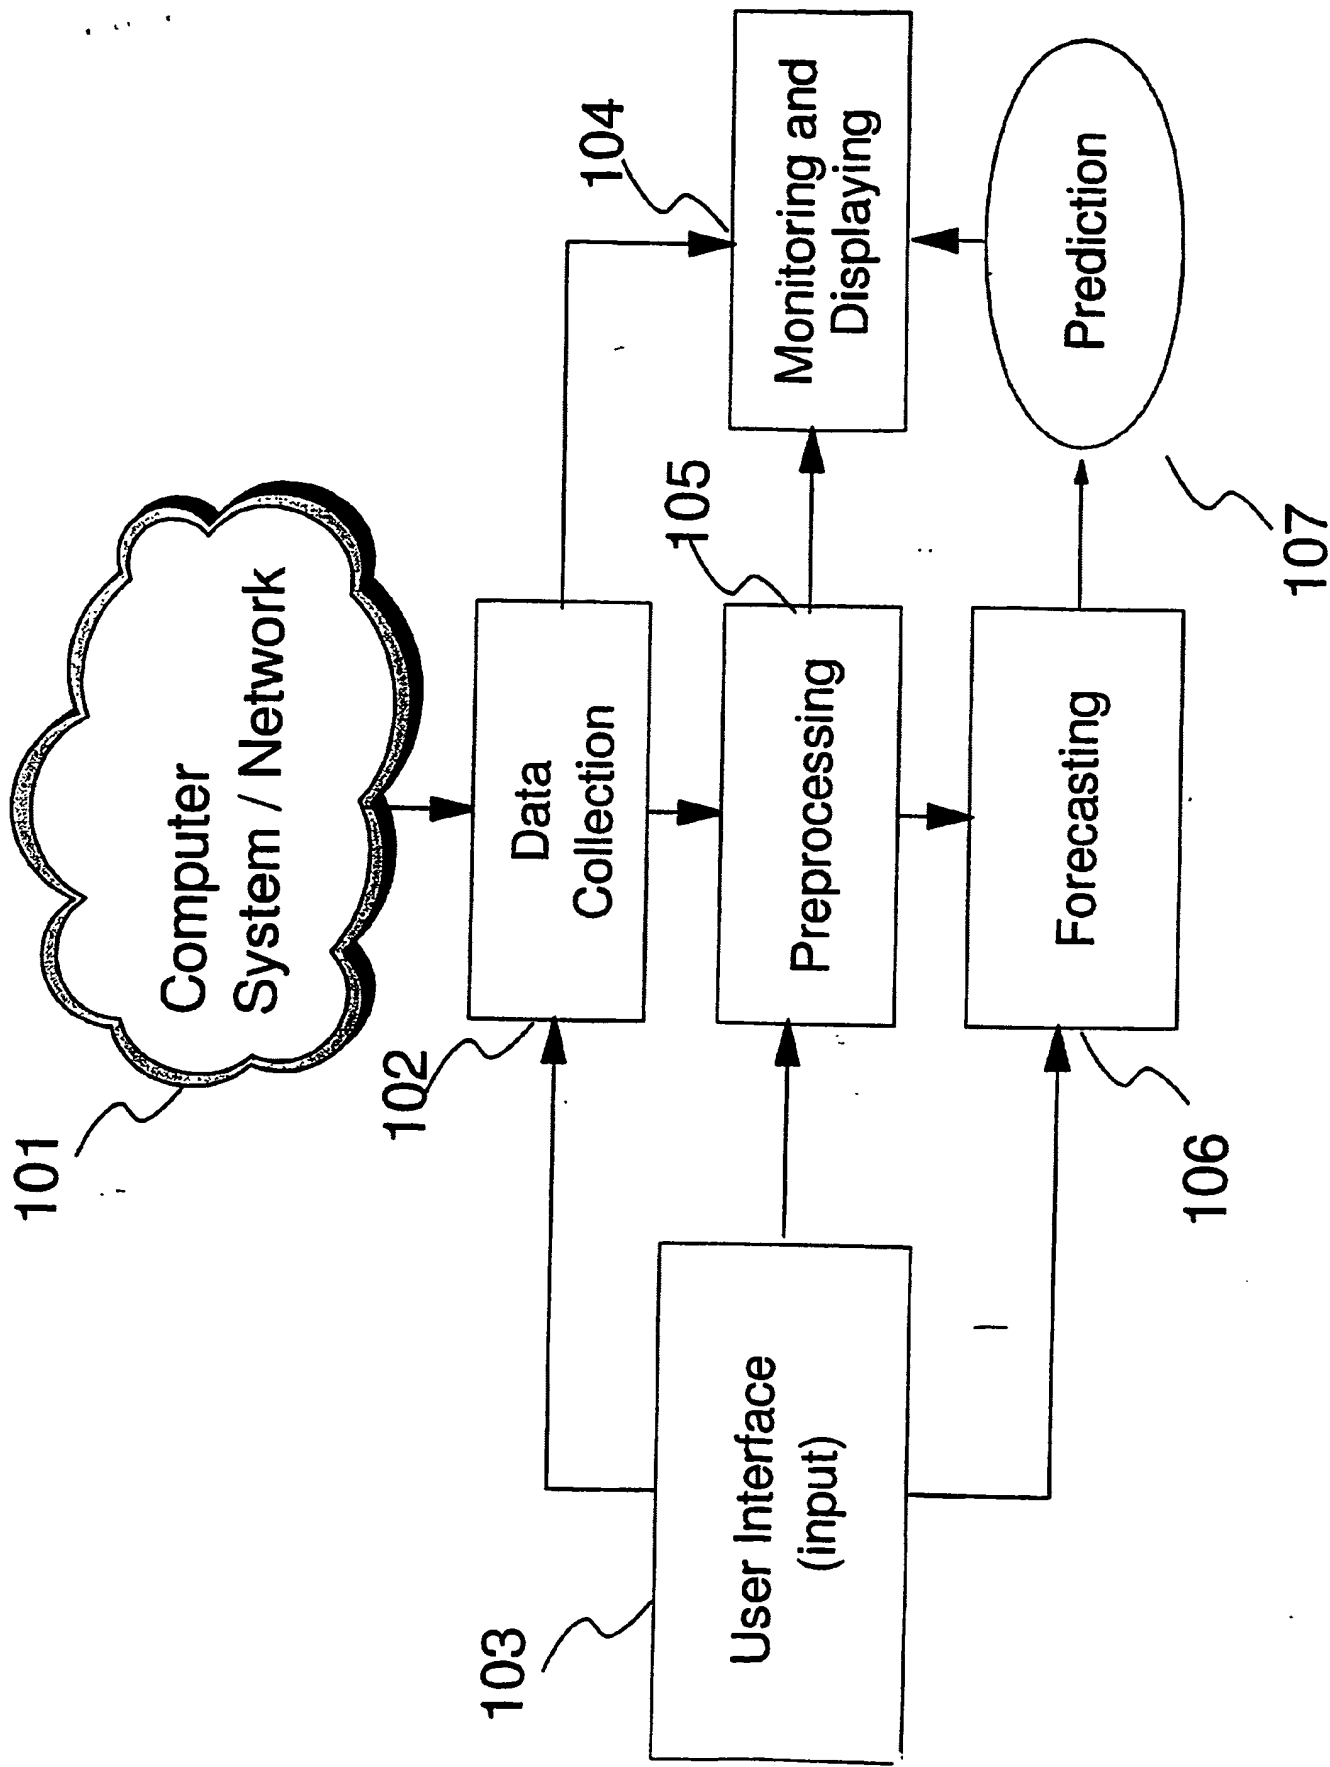 101
Computer
System / Network
102
Data
Collection
104
Monitoring and
Displaying
103
User Interface
(input)
105
Preprocessing
106
Forecasting
107
Prediction